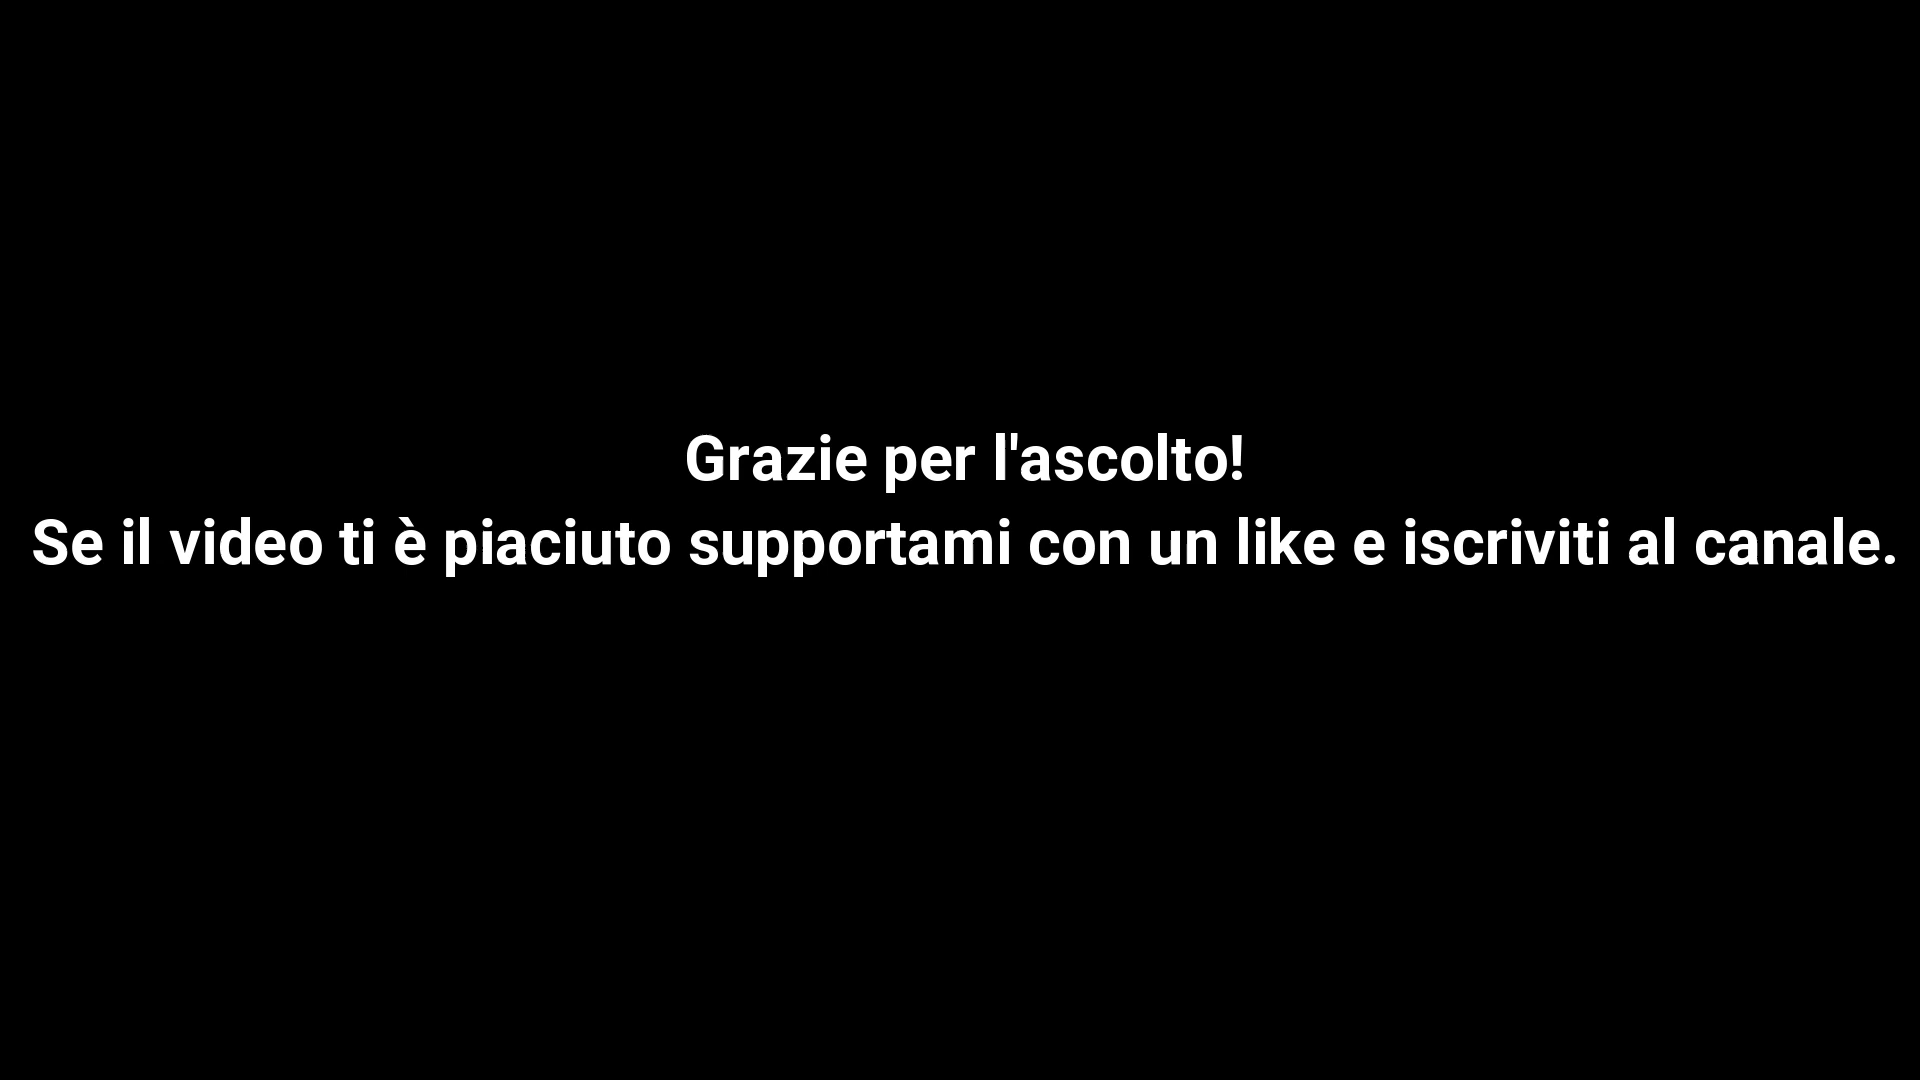 Grazie per l'ascolto!
Se il video ti è piaciuto supportami con un like e iscriviti al canale.